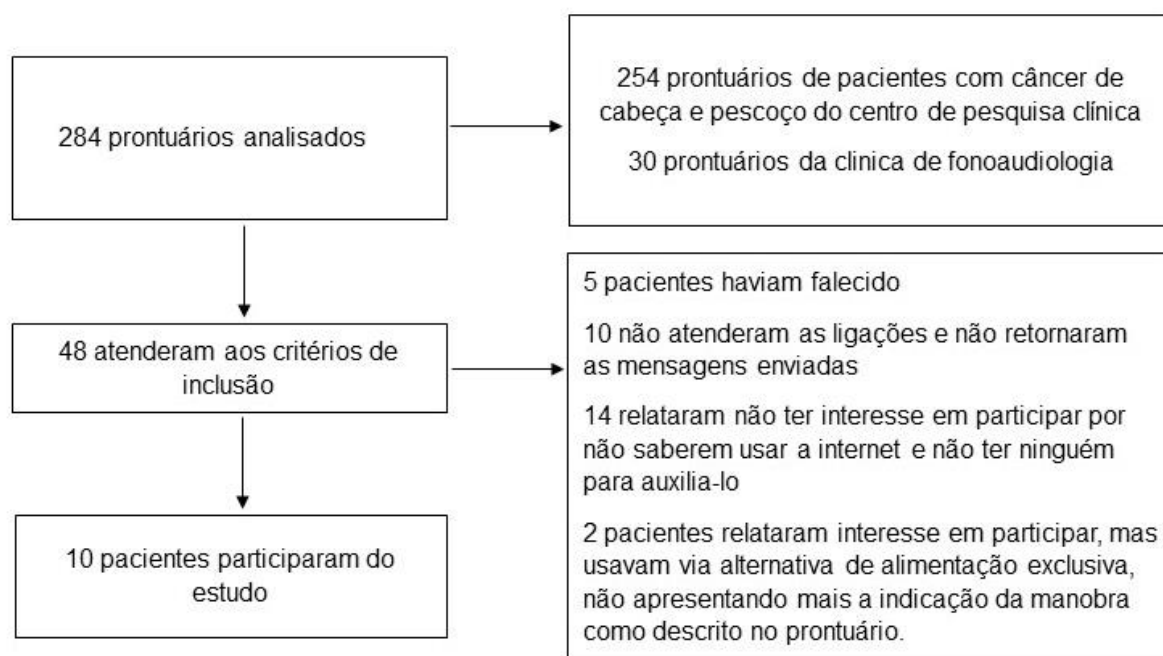 284 prontuários analisados
254 prontuários de pacientes com câncer de
cabeça e pescoço do centro de pesquisa clínica
30 prontuários da clinica de fonoaudiologia
48 atenderam aos critérios de
inclusão
5 pacientes haviam falecido
10 não atenderam as ligações e não retornaram
as mensagens enviadas
14 relataram não ter interesse em participar por
não saberem usar a internet e não ter ninguém
para auxilia-lo
2 pacientes relataram interesse em participar, mas
usavam via alternativa de alimentação exclusiva,
não apresentando mais a indicação da manobra
como descrito no prontuário.
10 pacientes participaram do
estudo